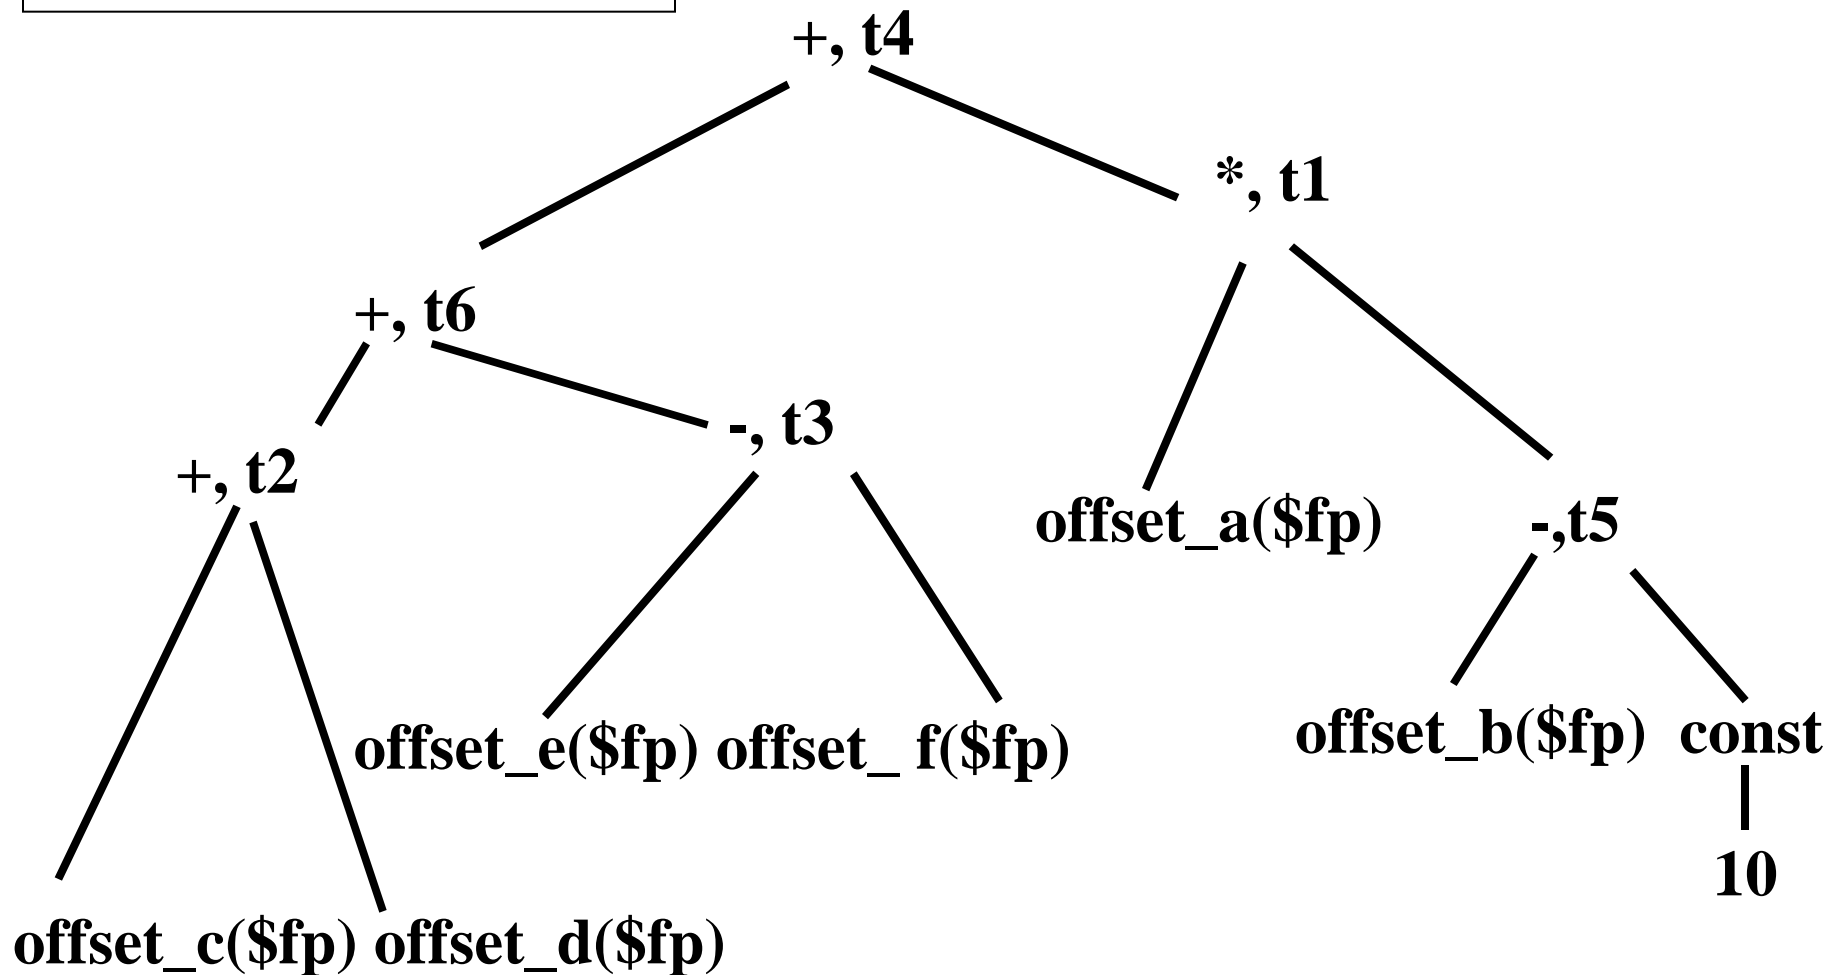 +, t4
*, t1
+, t6
-, t3
+, t2
offset_a($fp)
-,t5
offset_e($fp) offset_ f($fp)
offset_b($fp) const
10
offset_c($fp) offset_d($fp)